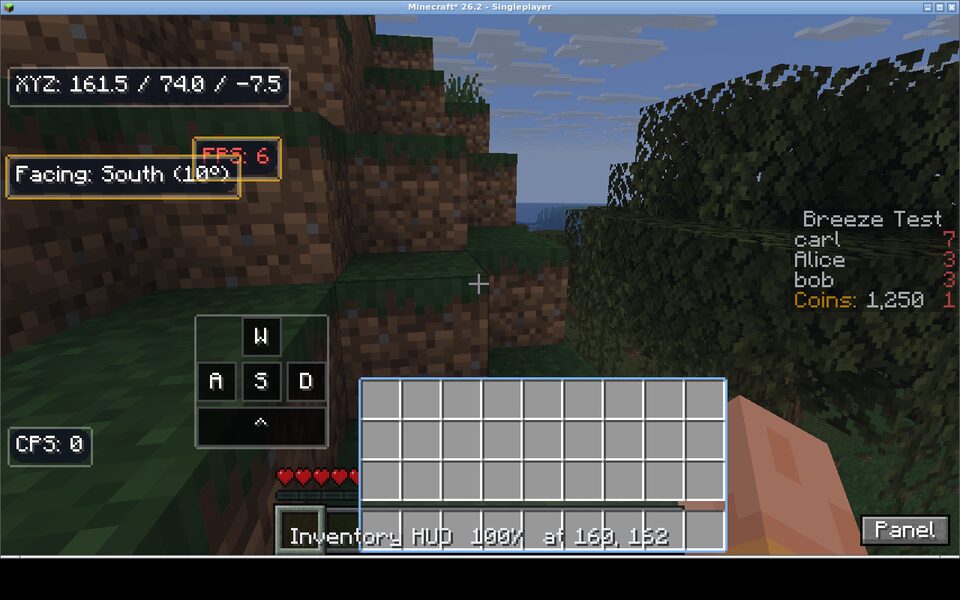 Minecraft* 26.2 - Singleplayer
XYZ: 161.5 / 74.0 / -7.5
FPS: 6
Facing: South (10°)
Breeze Test
carl 7
Alice 3
bob 3
Coins: 1,250 1
W
A S D
^
CPS: 0
Inventory HUD 100% at 160, 162
Panel